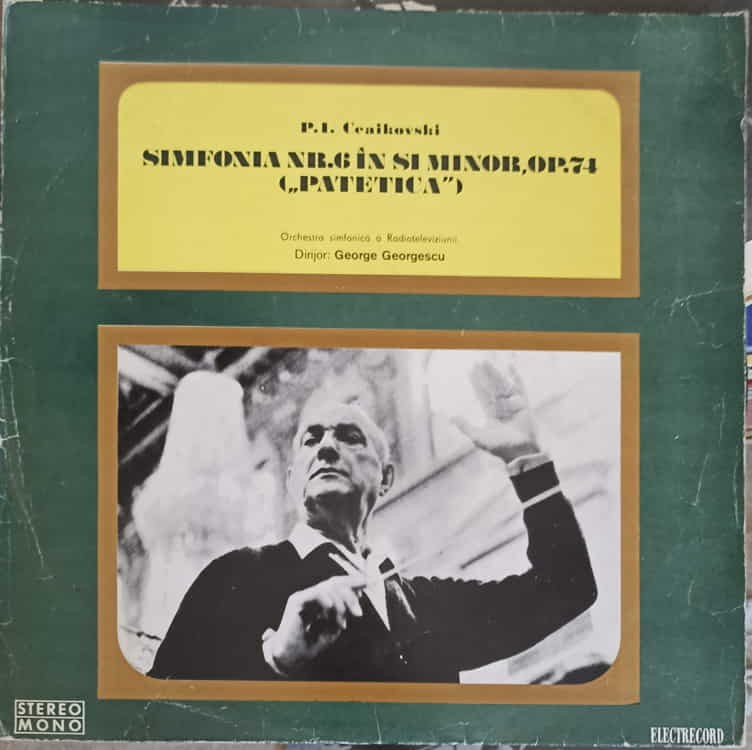 P.I. Ceaikovski
SIMFONIA NR.6 ÎN SI MINOR,OP.74
(„PATETICA”)
Orchestra simfonică a Radioteleviziunii
Dirijor: George Georgescu
STEREO
MONO
ELECTRECORD